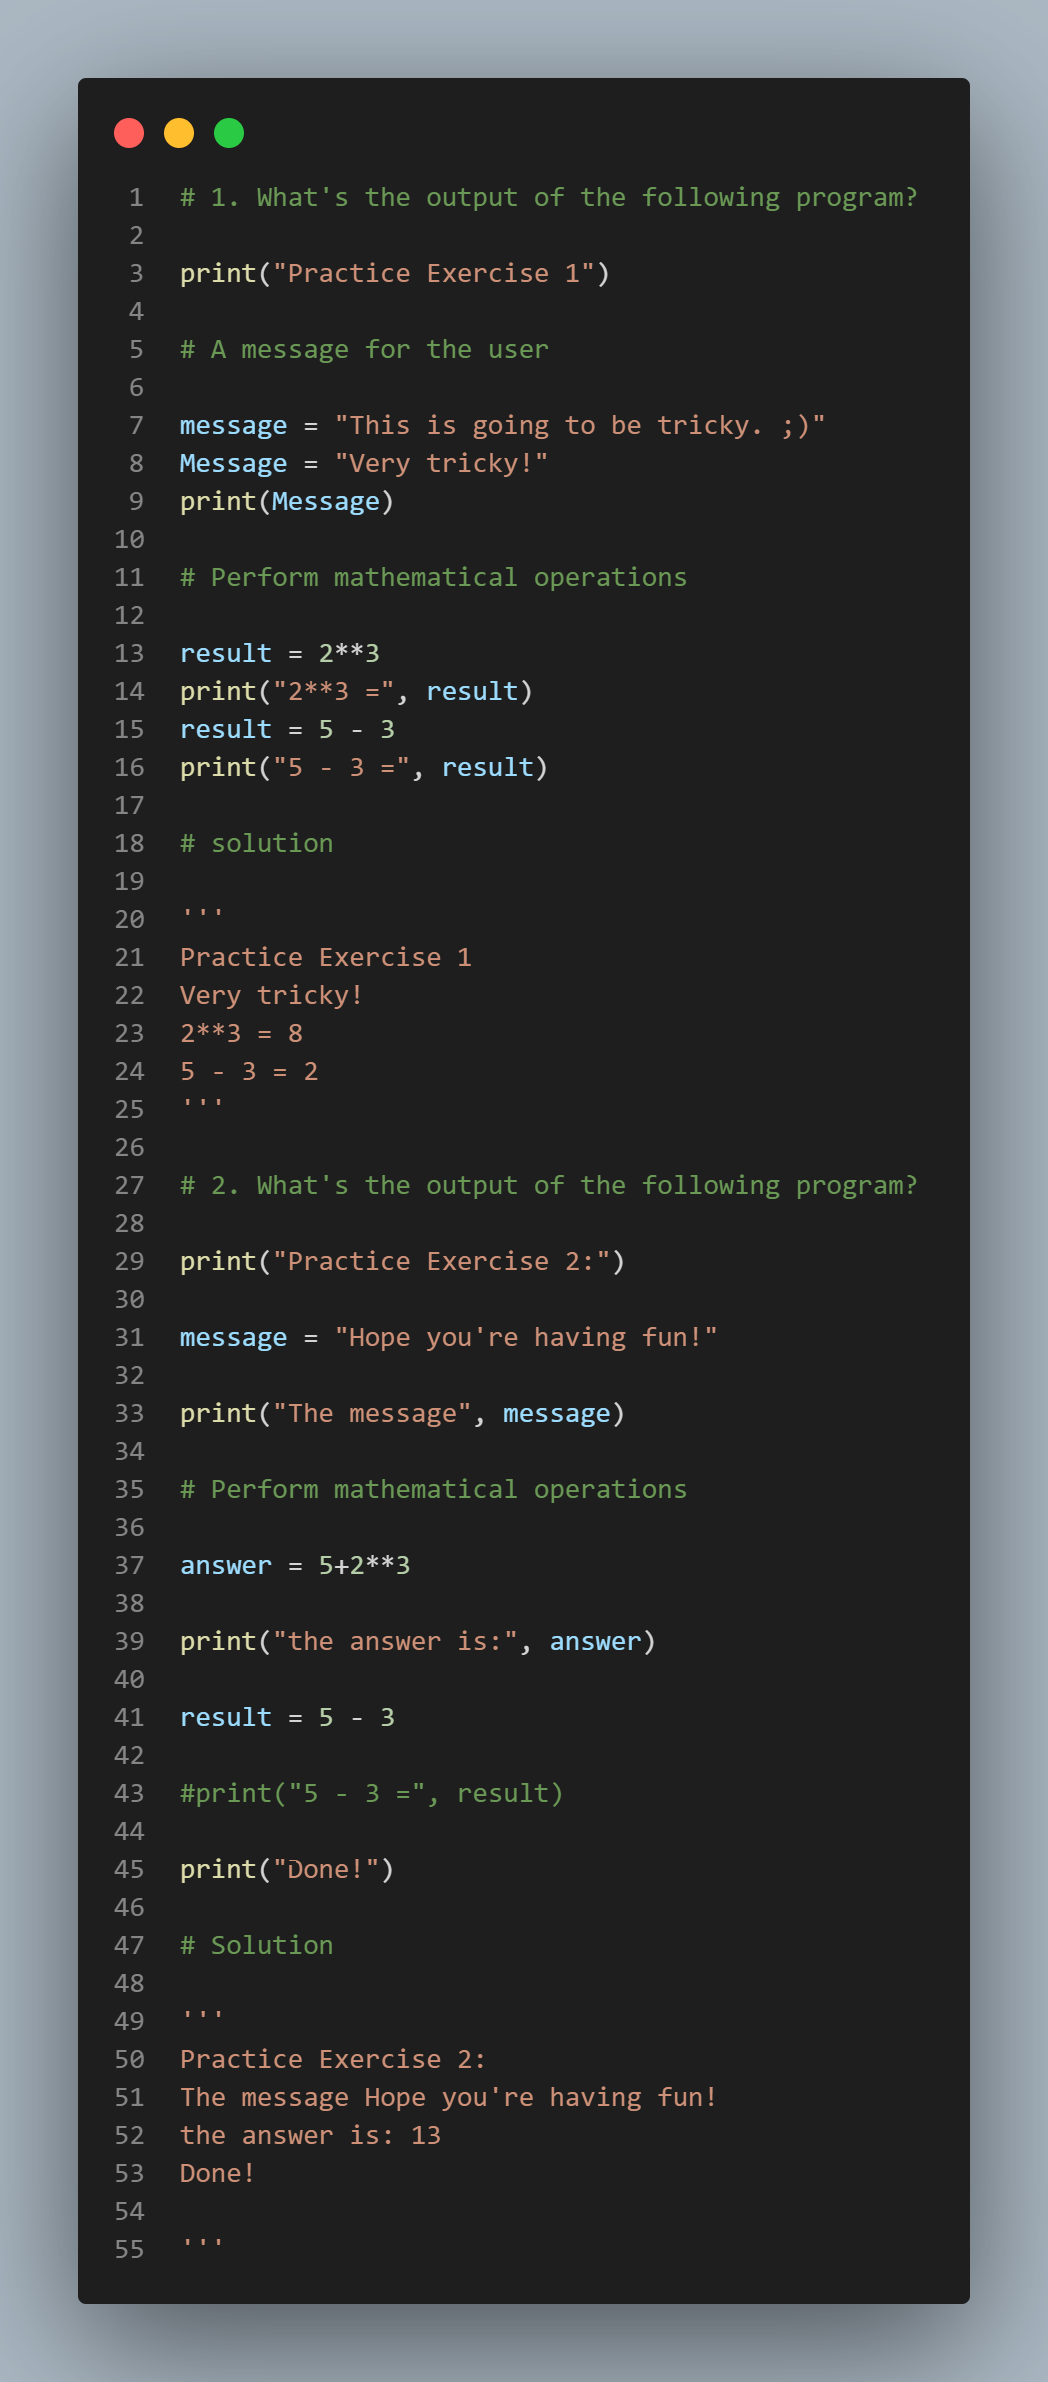 1 # 1. What's the output of the following program?
2
3 print("Practice Exercise 1")
4
5 # A message for the user
6
7 message = "This is going to be tricky. ;)"
8 Message = "Very tricky!"
9 print(Message)
10
11 # Perform mathematical operations
12
13 result = 2**3
14 print("2**3 =", result)
15 result = 5 - 3
16 print("5 - 3 =", result)
17
18 # solution
19
20 '''
21 Practice Exercise 1
22 Very tricky!
23 2**3 = 8
24 5 - 3 = 2
25 '''
26
27 # 2. What's the output of the following program?
28
29 print("Practice Exercise 2:")
30
31 message = "Hope you're having fun!"
32
33 print("The message", message)
34
35 # Perform mathematical operations
36
37 answer = 5+2**3
38
39 print("the answer is:", answer)
40
41 result = 5 - 3
42
43 #print("5 - 3 =", result)
44
45 print("Done!")
46
47 # Solution
48
49 '''
50 Practice Exercise 2:
51 The message Hope you're having fun!
52 the answer is: 13
53 Done!
54
55 '''